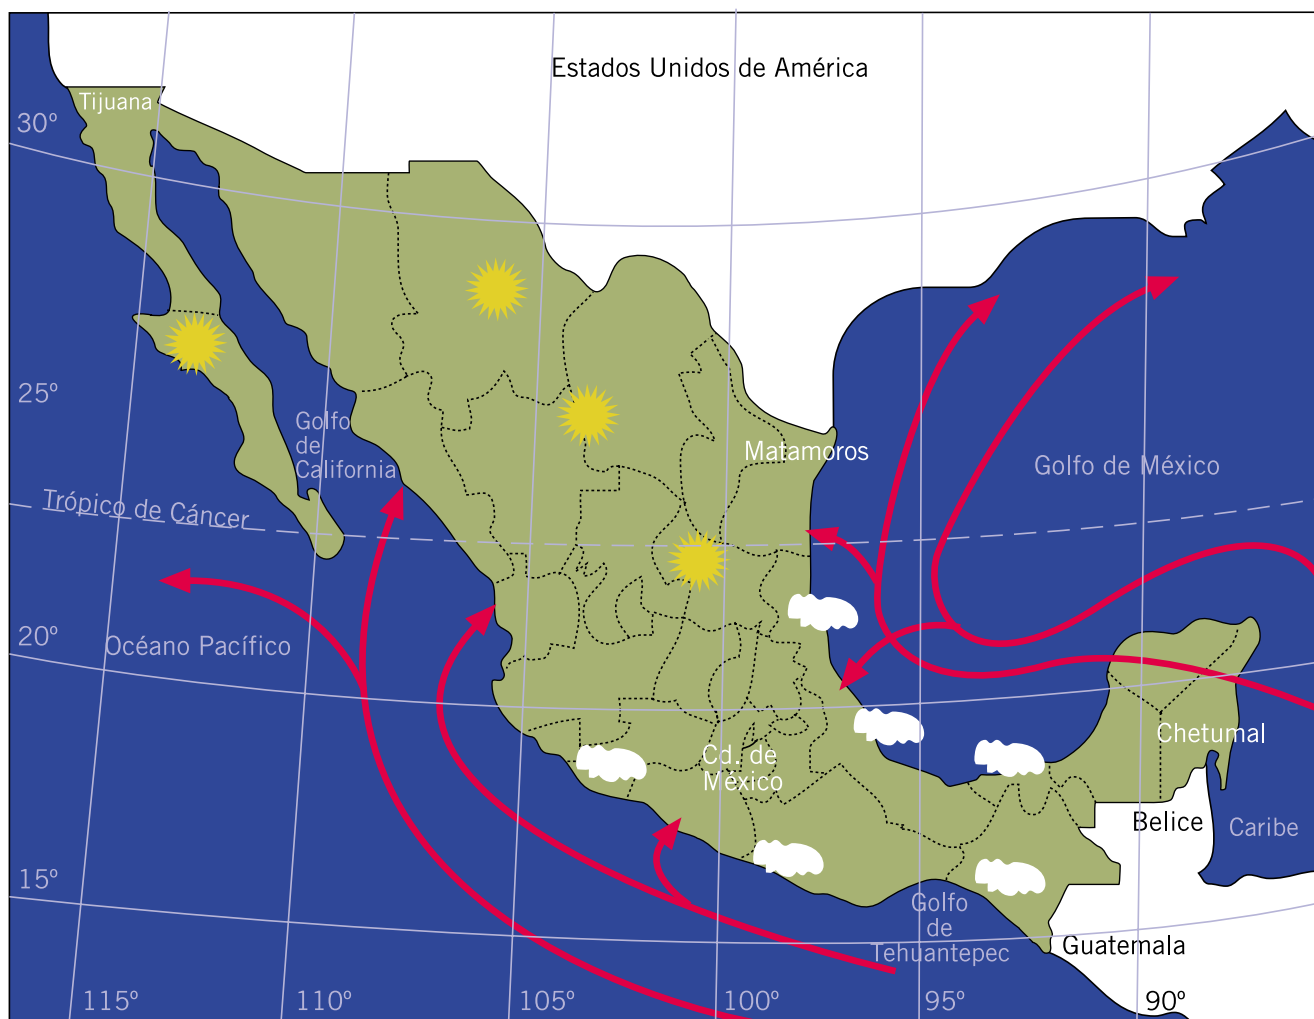 Estados Unidos de América
Tijuana
30º
25º
Golfo
de
California
Matamoros
Golfo de México
Trópico de Cáncer
20º
Océano Pacífico
Chetumal
Cd. de
México
Belice
Caribe
15º
Golfo
de
Tehuantepec
Guatemala
115º
110º
105º
100º
95º
90º